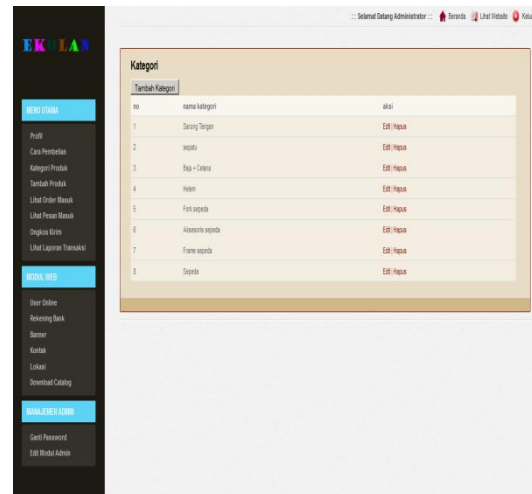 ::: Selamat Datang Administrator ::: Beranda Lihat Website
EKOLAN
Kategori
Tambah Kategori
no nama kategori aksi
1 Sarung Tangan Edit | Hapus
2 sepatu Edit | Hapus
3 Baju + Celana Edit | Hapus
4 Helem Edit | Hapus
5 Fork sepeda Edit | Hapus
6 Aksesoris sepeda Edit | Hapus
7 Frame sepeda Edit | Hapus
8 Sepeda Edit | Hapus
MENU UTAMA
Profil
Cara Pembelian
Kategori Produk
Tambah Produk
Lihat Order Masuk
Lihat Pesan Masuk
Ongkos Kirim
Lihat Laporan Transaksi
MODUL WEB
User Online
Rekening Bank
Banner
Kontak
Lokasi
Download Catalog
MANAJEMEN ADMIN
Ganti Password
Edit Modul Admin